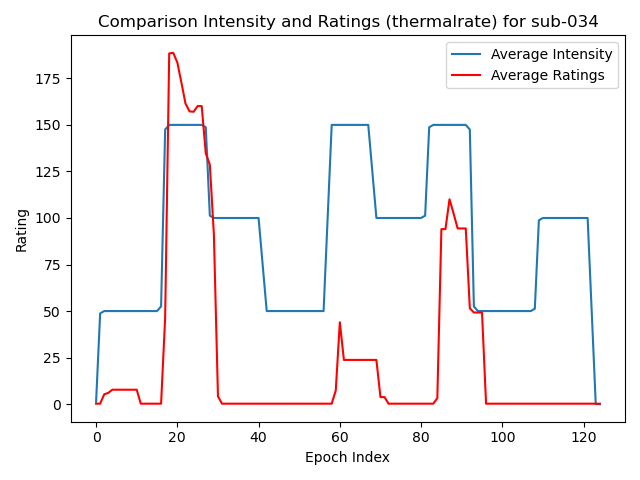 Comparison Intensity and Ratings (thermalrate) for sub-034
Average Intensity
Average Ratings
Rating
175
150
125
100
75
50
25
0
0 20 40 60 80 100 120
Epoch Index